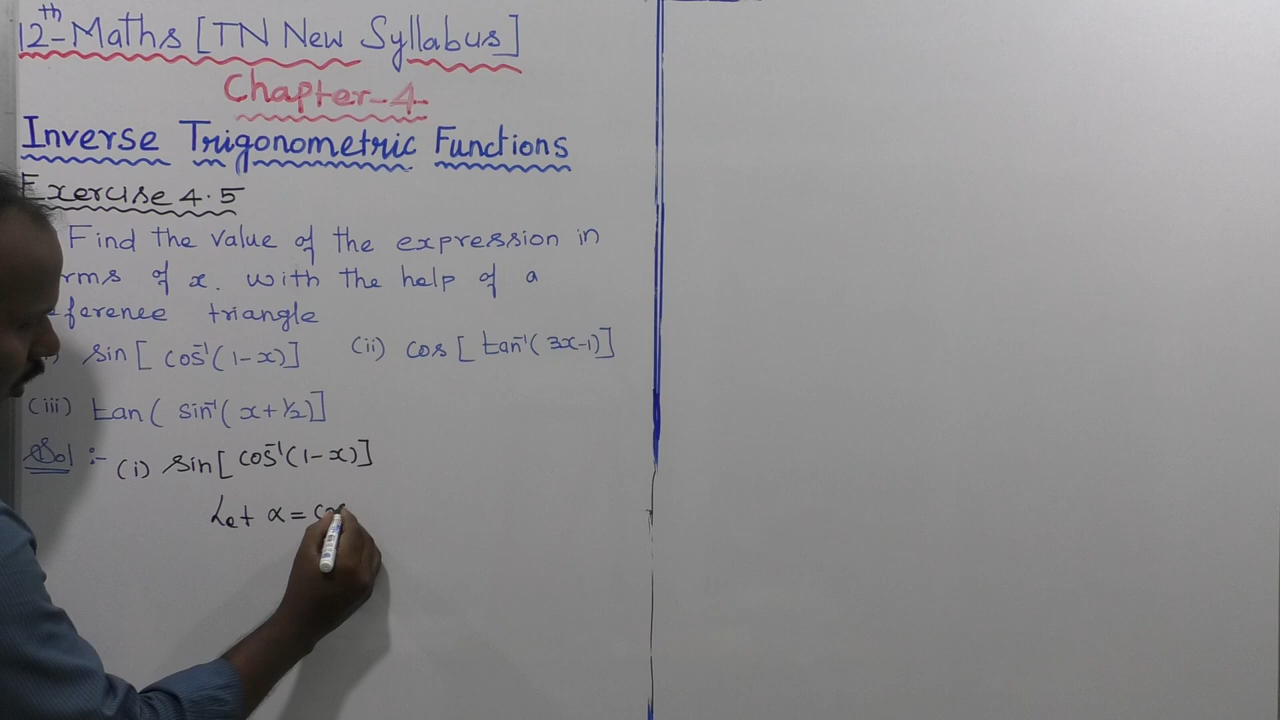 12th-Maths [TN New Syllabus]
Chapter-4
Inverse Trigonometric Functions
Exercise 4.5
Find the value of the expression in
of x. with the help of a
triangle
sin[cos⁻¹(1-x)] (ii) cos[tan⁻¹(3x-1)]
(iii) tan(sin⁻¹(x+1/2)]
Sol :- (i) sin[cos⁻¹(1-x)]
Let α =